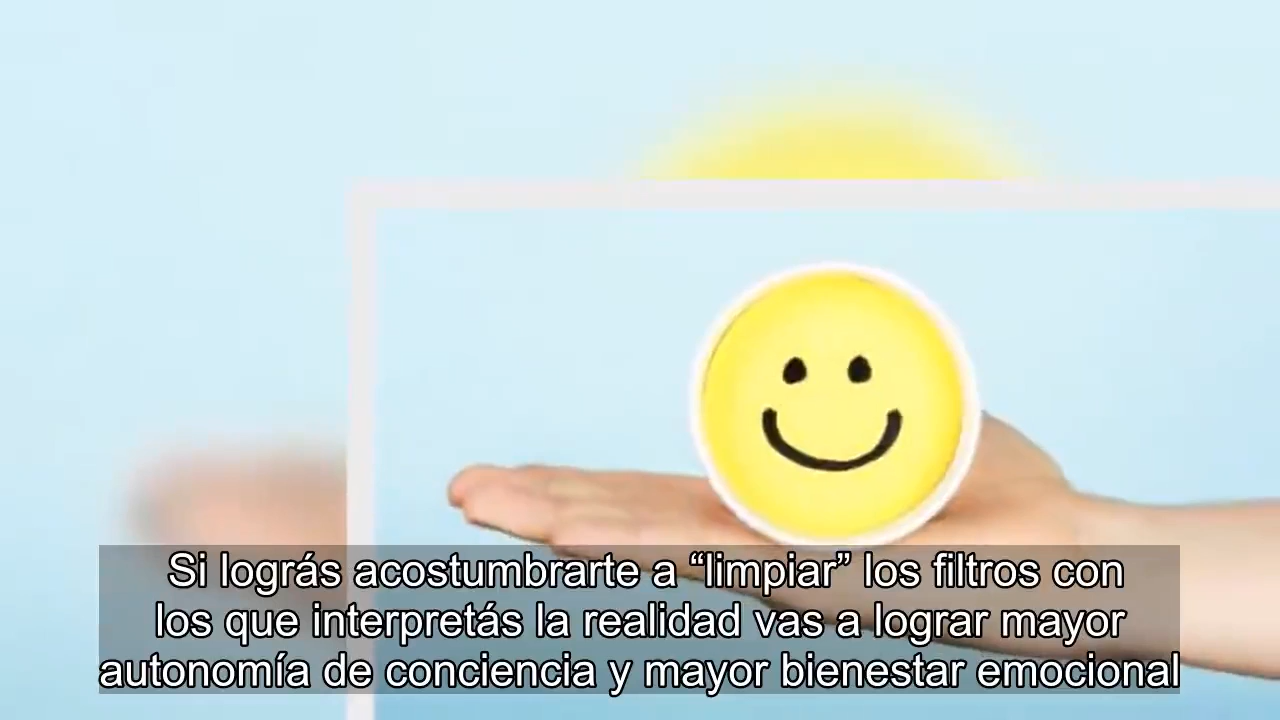 Si lográs acostumbrarte a “limpiar” los filtros con
los que interpretás la realidad vas a lograr mayor
autonomía de conciencia y mayor bienestar emocional